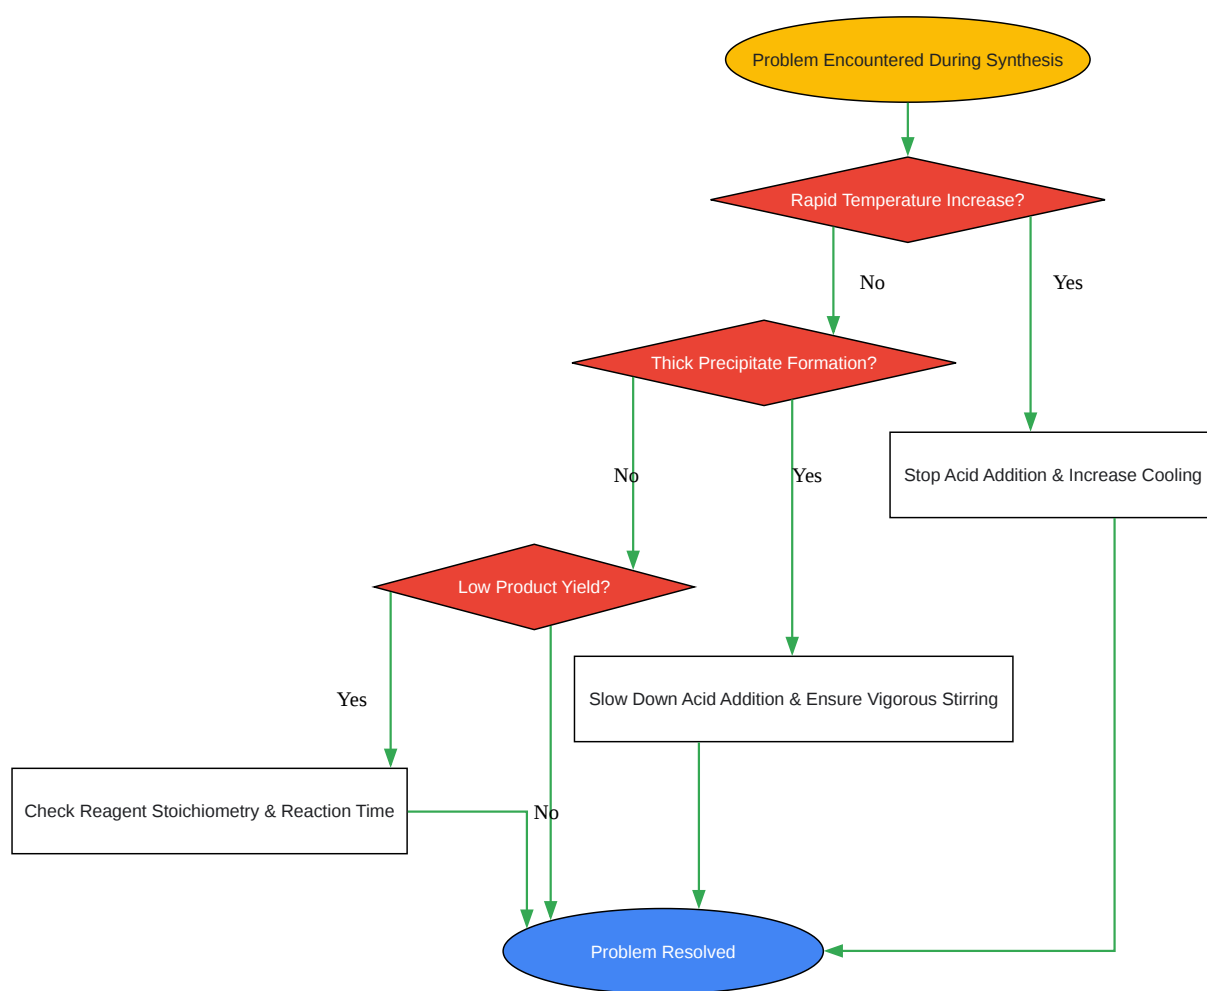 Problem Encountered During Synthesis
Rapid Temperature Increase?
No
Yes
Thick Precipitate Formation?
No
Yes
Stop Acid Addition & Increase Cooling
Low Product Yield?
Yes
Slow Down Acid Addition & Ensure Vigorous Stirring
Check Reagent Stoichiometry & Reaction Time
No
Problem Resolved